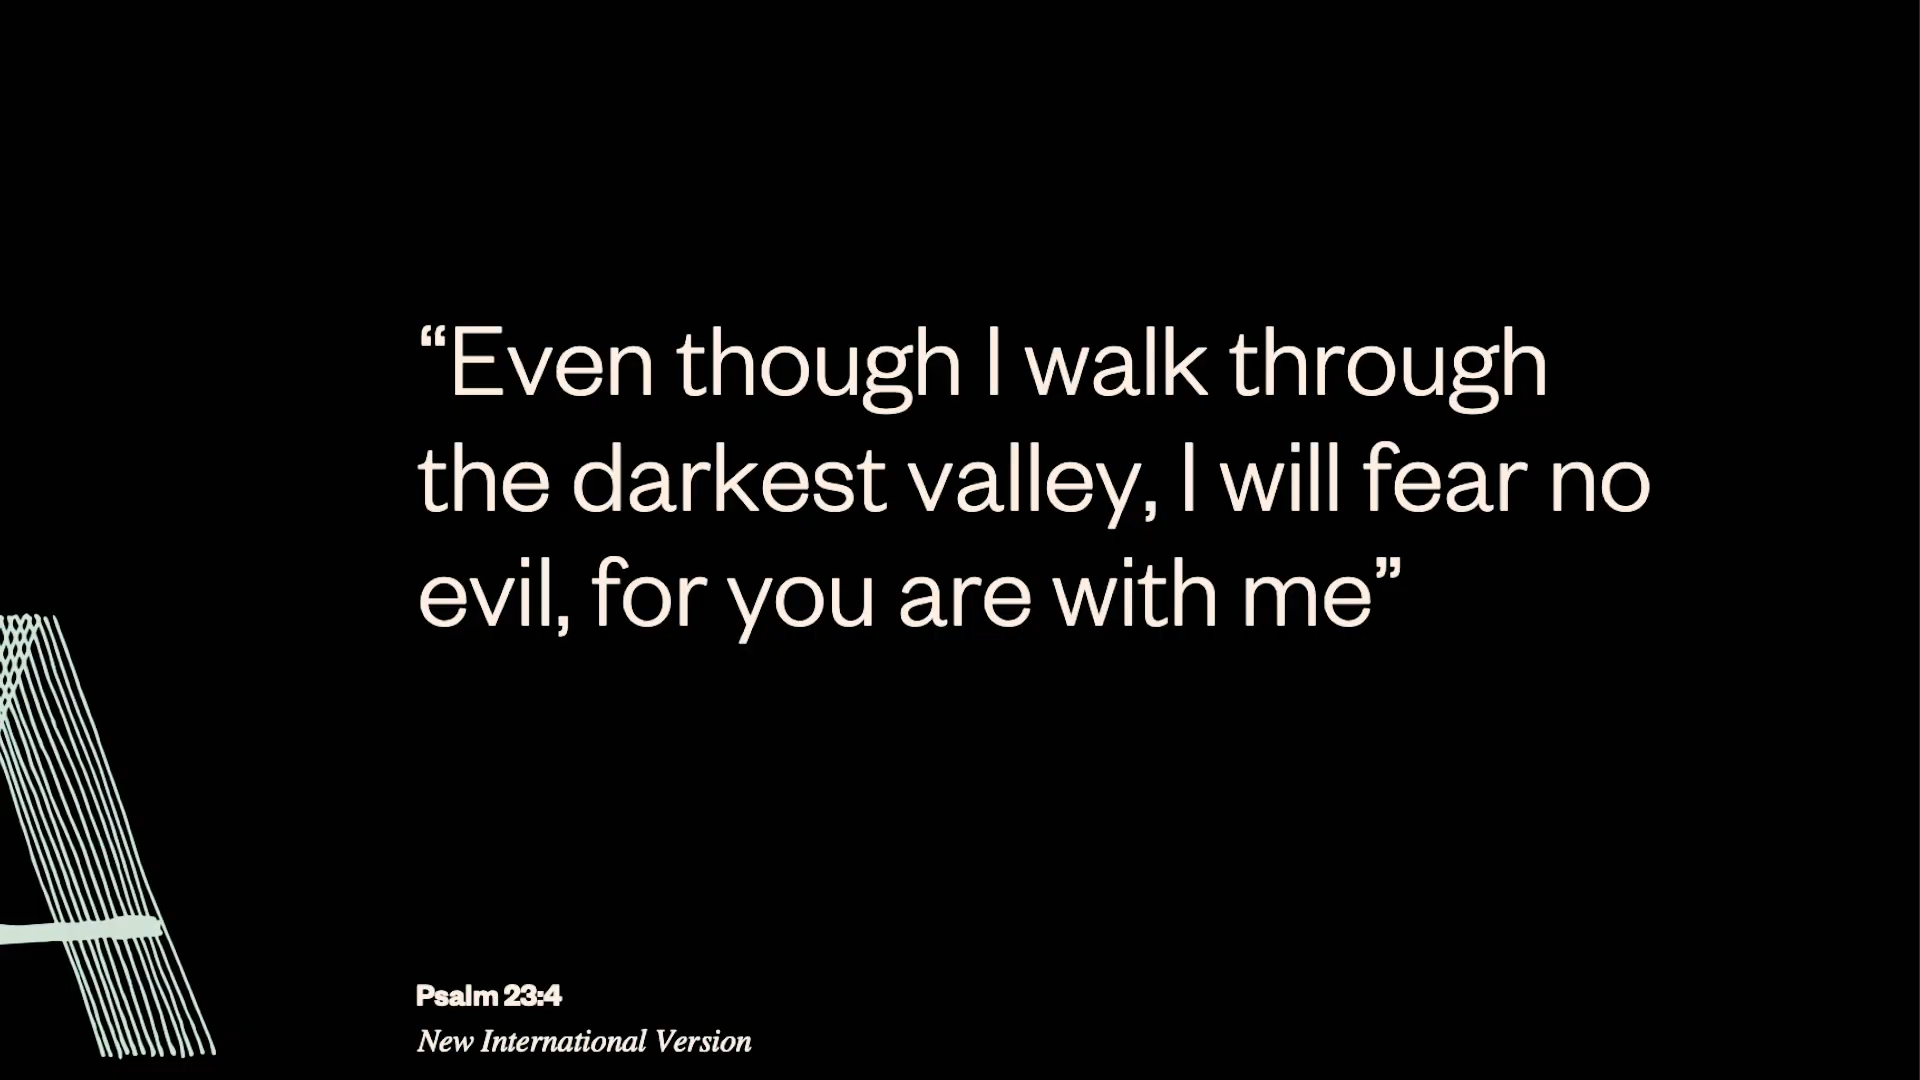 “Even though I walk through
the darkest valley, I will fear no
evil, for you are with me”
Psalm 23:4
New International Version